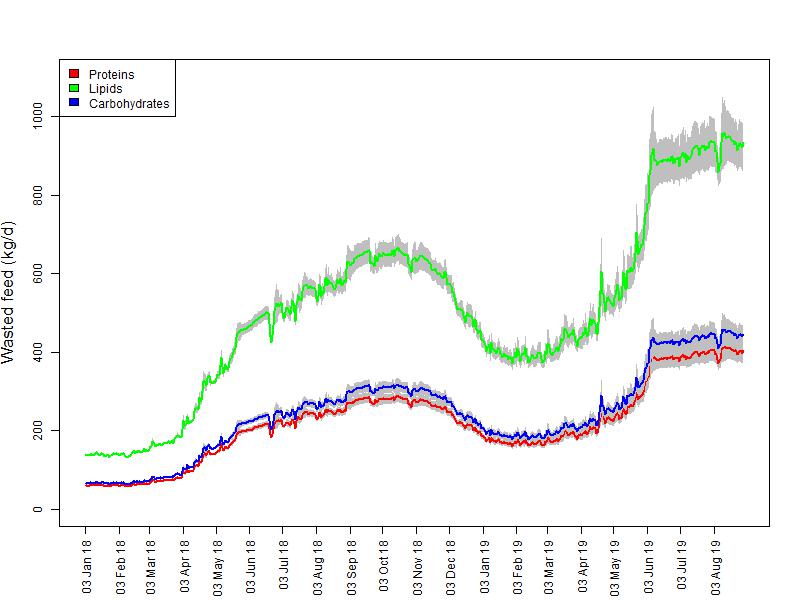 Proteins
Lipids
Carbohydrates
Wasted feed (kg/d)
1000
800
600
400
200
0
03 Jan 18
03 Feb 18
03 Mar 18
03 Apr 18
03 May 18
03 Jun 18
03 Jul 18
03 Aug 18
03 Sep 18
03 Oct 18
03 Nov 18
03 Dec 18
03 Jan 19
03 Feb 19
03 Mar 19
03 Apr 19
03 May 19
03 Jun 19
03 Jul 19
03 Aug 19